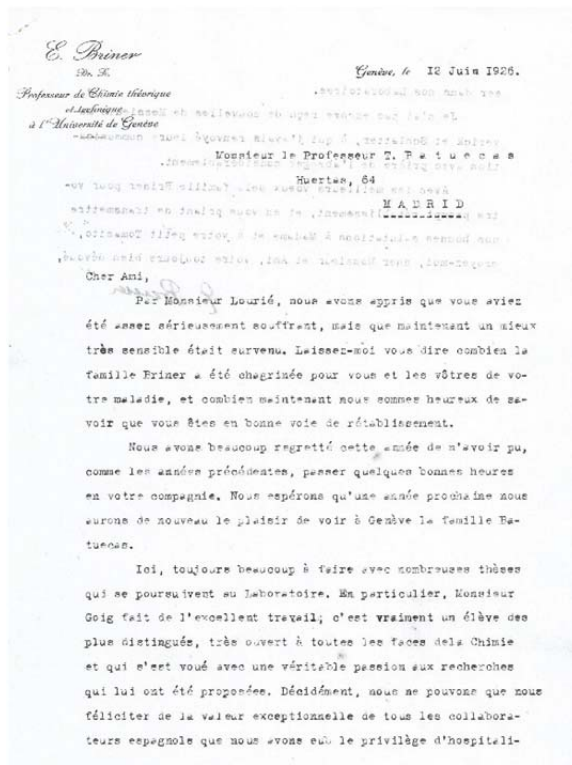 E. Briner
Dr. Sc.
Professeur de Chimie théorique
et technique
à l'Université de Genève
Genève, le 12 Juin 1926.
Monsieur le Professeur T. Batuecas
Huertas, 64
MADRID
Cher Ami,
Par Monsieur Lourié, nous avons appris que vous aviez
été assez sérieusement souffrant, mais que maintenant un mieux
très sensible était survenu. Laissez-moi vous dire combien la
famille Briner a été chagrinée pour vous et les vôtres de vo-
tre maladie, et combien maintenant nous sommes heureux de sa-
voir que vous êtes en bonne voie de rétablissement.
Nous avons beaucoup regretté cette année de n'avoir pu,
comme les années précédentes, passer quelques bonnes heures
en votre compagnie. Nous espérons qu'une année prochaine nous
aurons de nouveau le plaisir de voir à Genève la famille Ba-
tuecas.
Ici, toujours beaucoup à faire avec nombreuses thèses
qui se poursuivent au Laboratoire. En particulier, Monsieur
Goig fait de l'excellent travail; c'est vraiment un élève des
plus distingués, très ouvert à toutes les faces dela Chimie
et qui s'est voué avec une véritable passion aux recherches
qui lui ont été proposées. Décidément, nous ne pouvons que nous
féliciter de la valeur exceptionnelle de tous les collabora-
teurs espagnols que nous avons eu le privilège d'hospitali-